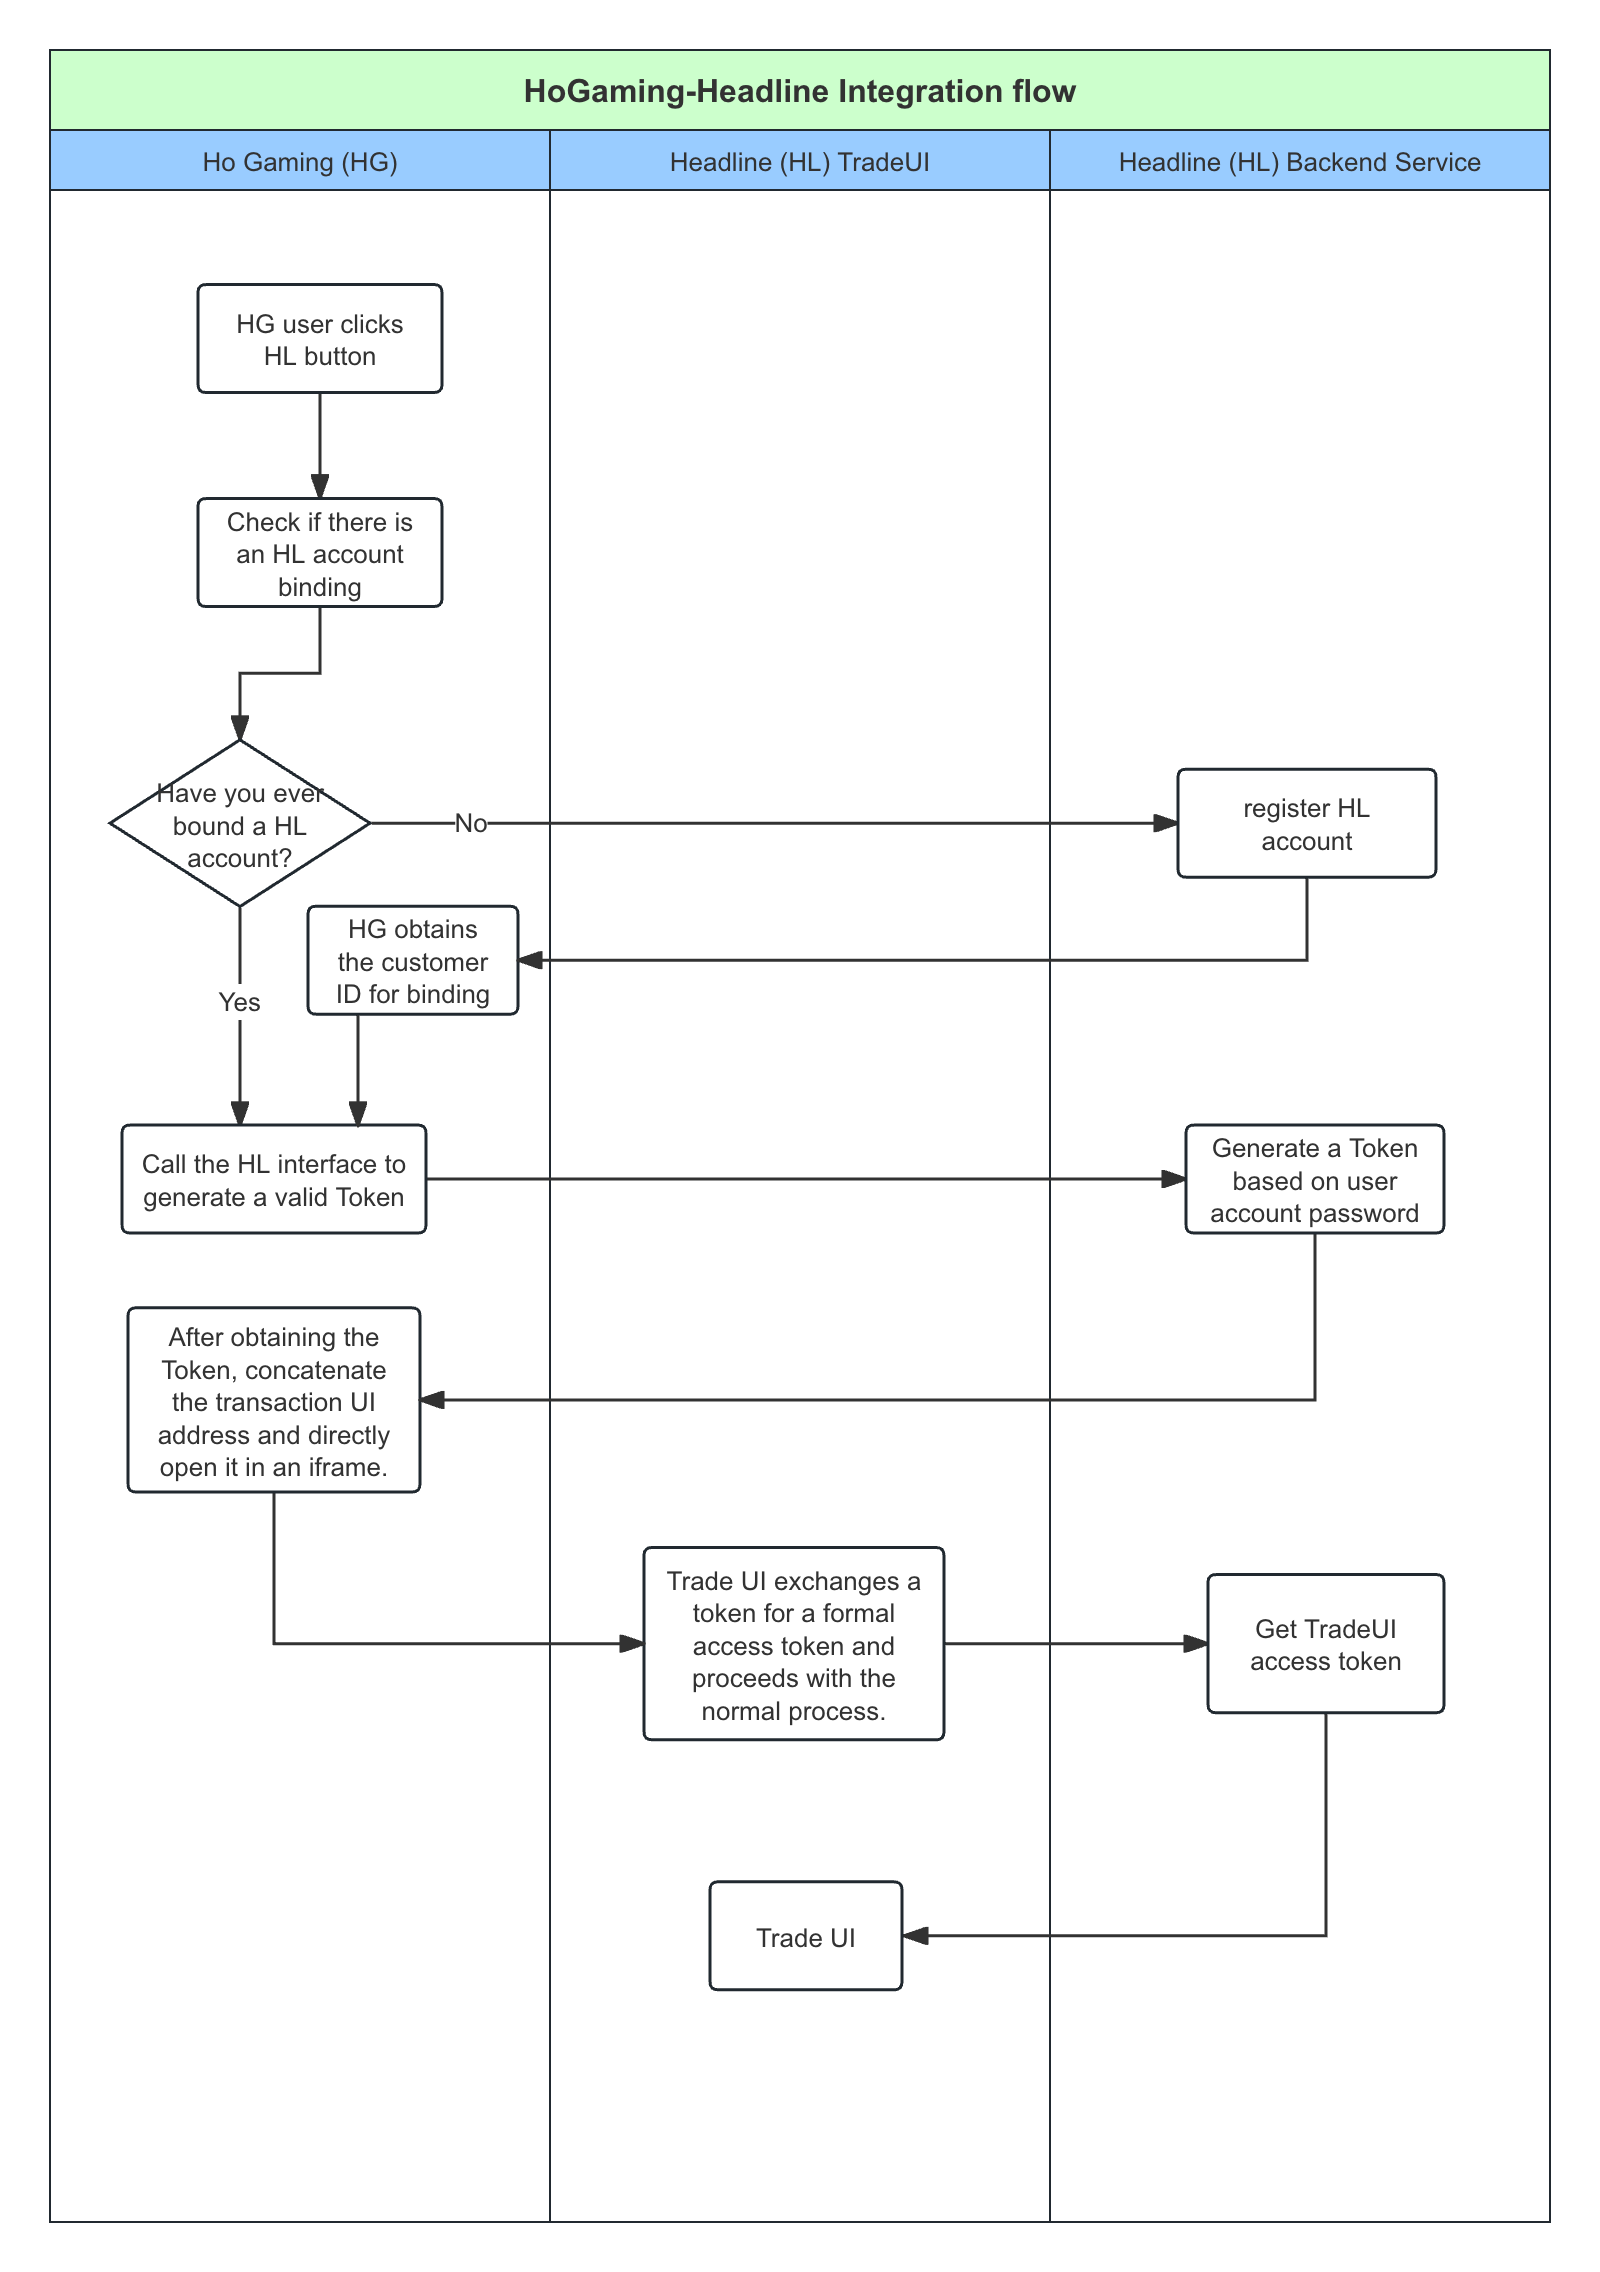 HoGaming-Headline Integration flow
Ho Gaming (HG)
Headline (HL) TradeUI
Headline (HL) Backend Service
HG user clicks
HL button
Check if there is
an HL account
binding
Have you ever
bound a HL
account?
No
register HL
account
HG obtains
the customer
ID for binding
Yes
Call the HL interface to
generate a valid Token
Generate a Token
based on user
account password
After obtaining the
Token, concatenate
the transaction UI
address and directly
open it in an iframe.
Trade UI exchanges a
token for a formal
access token and
proceeds with the
normal process.
Get TradeUI
access token
Trade UI